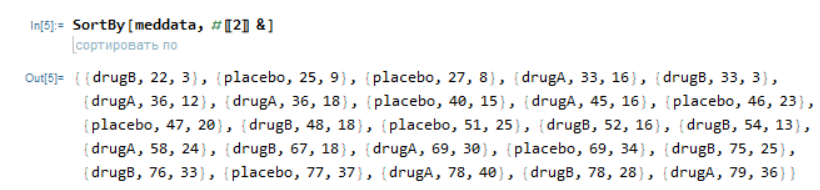 In[5]:= SortBy[meddata, #[[2]] &]
сортировать по
Out[5]= {{drugB, 22, 3}, {placebo, 25, 9}, {placebo, 27, 8}, {drugA, 33, 16}, {drugB, 33, 3},
{drugA, 36, 12}, {drugA, 36, 18}, {placebo, 40, 15}, {drugA, 45, 16}, {placebo, 46, 23},
{placebo, 47, 20}, {drugB, 48, 18}, {placebo, 51, 25}, {drugB, 52, 16}, {drugB, 54, 13},
{drugA, 58, 24}, {drugB, 67, 18}, {drugA, 69, 30}, {placebo, 69, 34}, {drugB, 75, 25},
{drugB, 76, 33}, {placebo, 77, 37}, {drugA, 78, 40}, {drugB, 78, 28}, {drugA, 79, 36}}